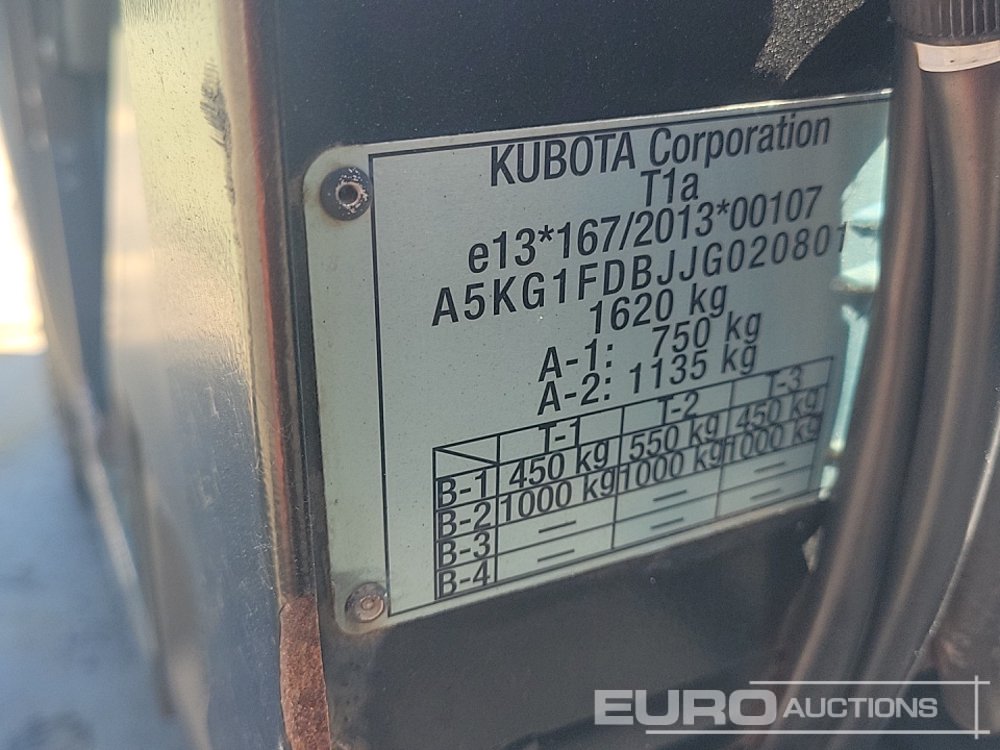 KUBOTA Corporation
T1a
e13*167/2013*00107
A5KG1FDBJJG020801
1620 kg
A-1: 750 kg
A-2: 1135 kg
T-1 T-2 T-3
B-1 450 kg 550 kg 450 kg
B-2 1000 kg 1000 kg 1000 kg
B-3 — — —
B-4 — — —
EURO AUCTIONS